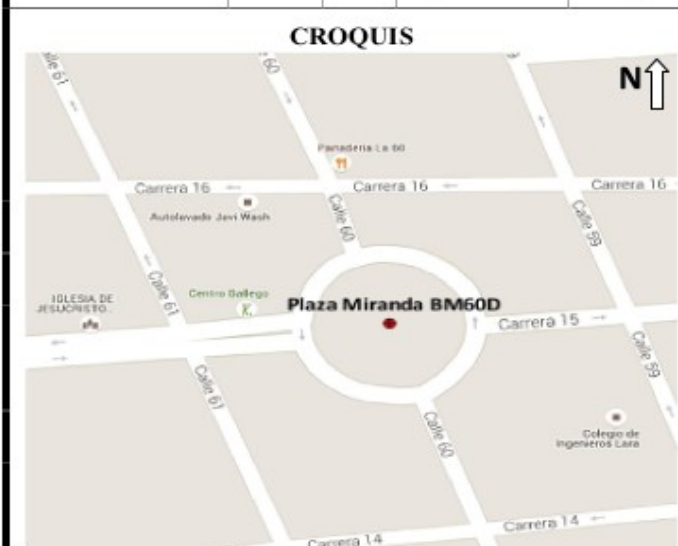 CROQUIS
N
Calle 61
60
Panaderia La 60
Carrera 16
Carrera 16
Carrera 16
Autolavado Javi Wash
Calle 60
Calle 59
Calle 61
Centro Gallego
IGLESIA DE
JESUCRISTO...
Plaza Miranda BM60D
Carrera 15
Calle 59
Calle 61
Calle 60
Colegio de
Ingenieros Lara
Carrera 14
Carrera 14